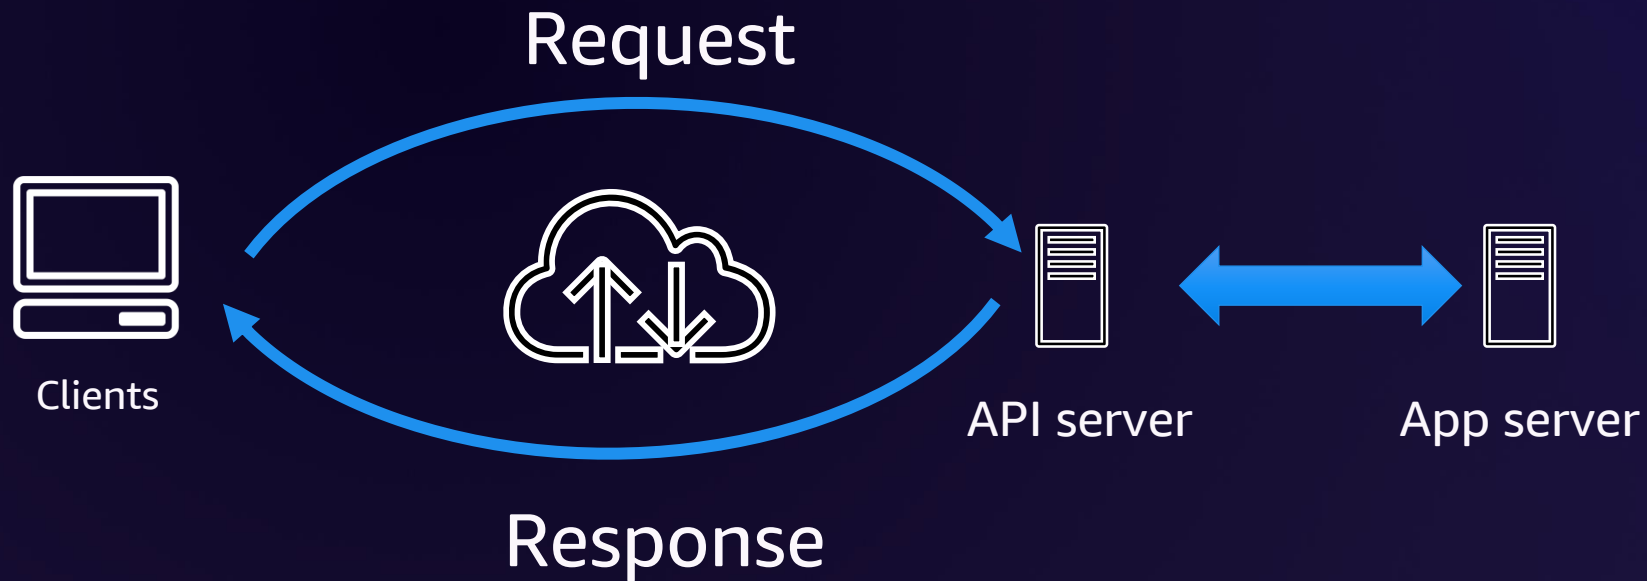 Request
Clients
API server
App server
Response